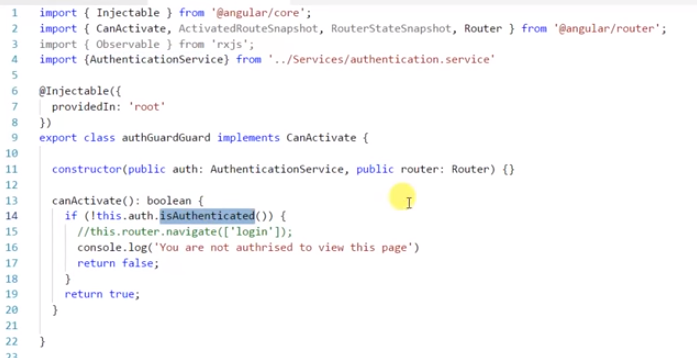 1 import { Injectable } from '@angular/core';
2 import { CanActivate, ActivatedRouteSnapshot, RouterStateSnapshot, Router } from '@angular/router';
3 import { Observable } from 'rxjs';
4 import {AuthenticationService} from '../Services/authentication.service'
5
6 @Injectable({
7   providedIn: 'root'
8 })
9 export class authGuardGuard implements CanActivate {
10
11   constructor(public auth: AuthenticationService, public router: Router) {}
12
13   canActivate(): boolean {
14     if (!this.auth.isAuthenticated()) {
15       //this.router.navigate(['login']);
16       console.log('You are not authrised to view this page')
17       return false;
18     }
19     return true;
20   }
21
22 }
23